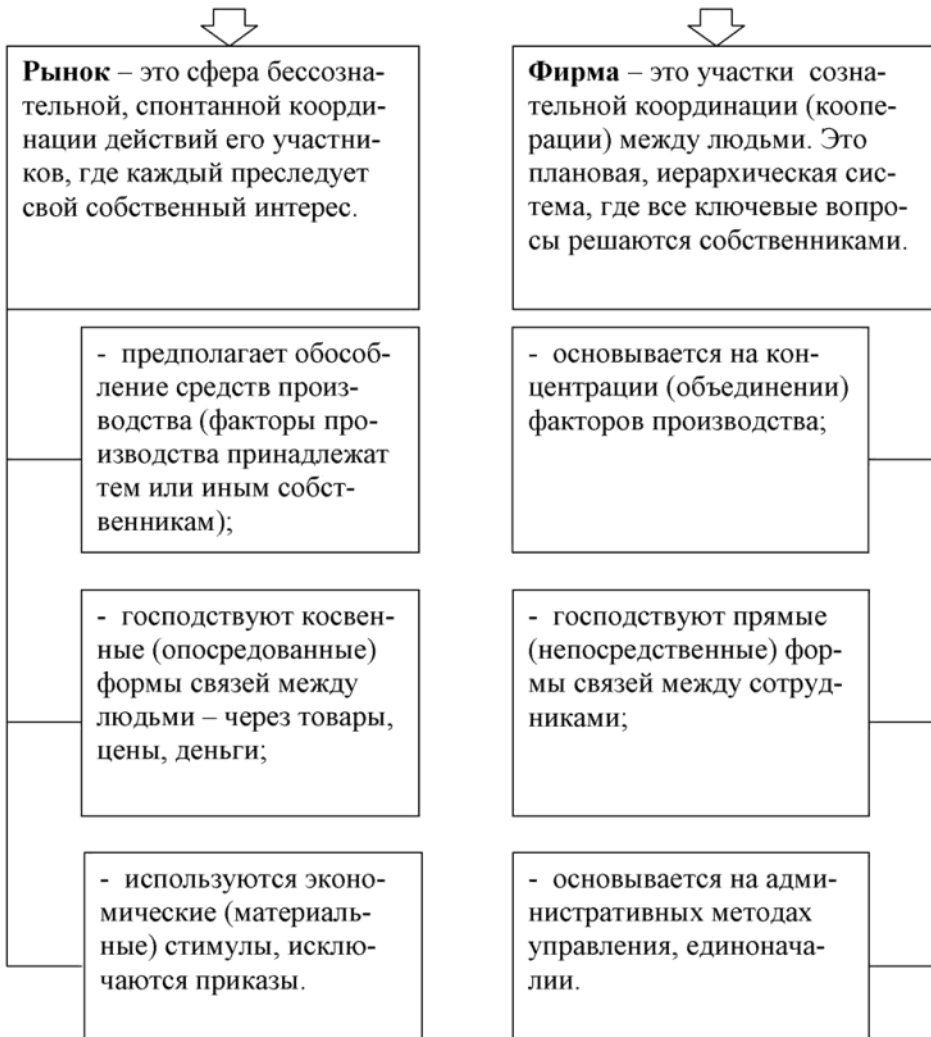 Рынок – это сфера бессозна-
тельной, спонтанной коорди-
нации действий его участни-
ков, где каждый преследует
свой собственный интерес.
Фирма – это участки созна-
тельной координации (коопе-
рации) между людьми. Это
плановая, иерархическая сис-
тема, где все ключевые вопро-
сы решаются собственниками.
- предполагает обособ-
ление средств произ-
водства (факторы про-
изводства принадлежат
тем или иным собст-
венникам);
- основывается на кон-
центрации (объединении)
факторов производства;
- господствуют косвен-
ные (опосредованные)
формы связей между
людьми – через товары,
цены, деньги;
- господствуют прямые
(непосредственные) фор-
мы связей между сотруд-
никами;
- используются эконо-
мические (материаль-
ные) стимулы, исклю-
чаются приказы.
- основывается на адми-
нистративных методах
управления, единонача-
лии.